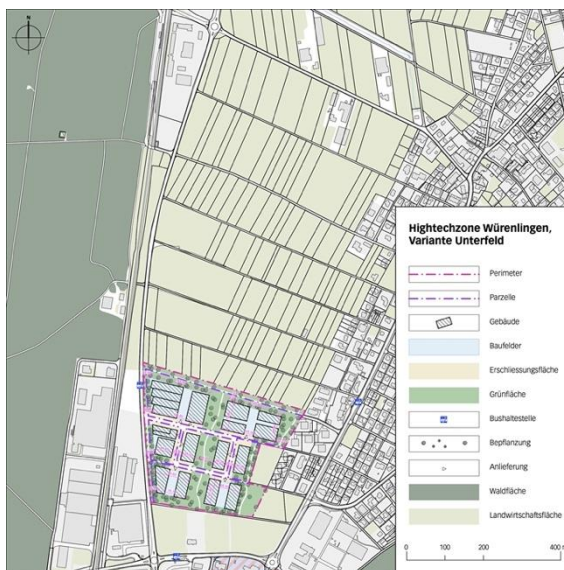 N
Hightechzone Würenlingen,
Variante Unterfeld
Perimeter
Parzelle
Gebäude
Baufelder
Erschliessungsfläche
Grünfläche
Bushaltestelle
Bepflanzung
Anlieferung
Waldfläche
Landwirtschaftsfläche
0 100 200 400 m